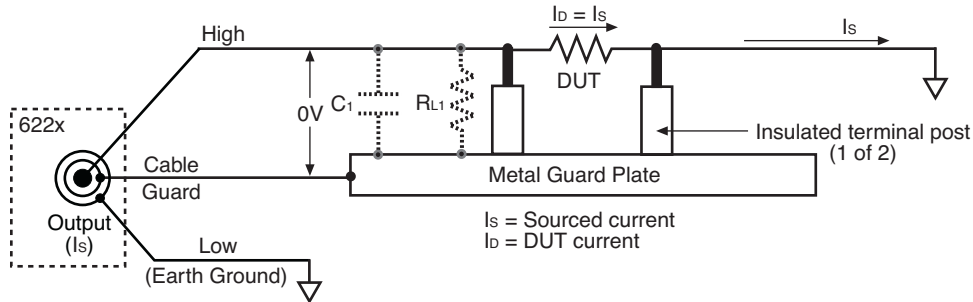 High
ID = IS
IS
DUT
622x
0V
C1
RL1
Insulated terminal post
(1 of 2)
Cable
Guard
Metal Guard Plate
Output
(IS)
IS = Sourced current
ID = DUT current
Low
(Earth Ground)